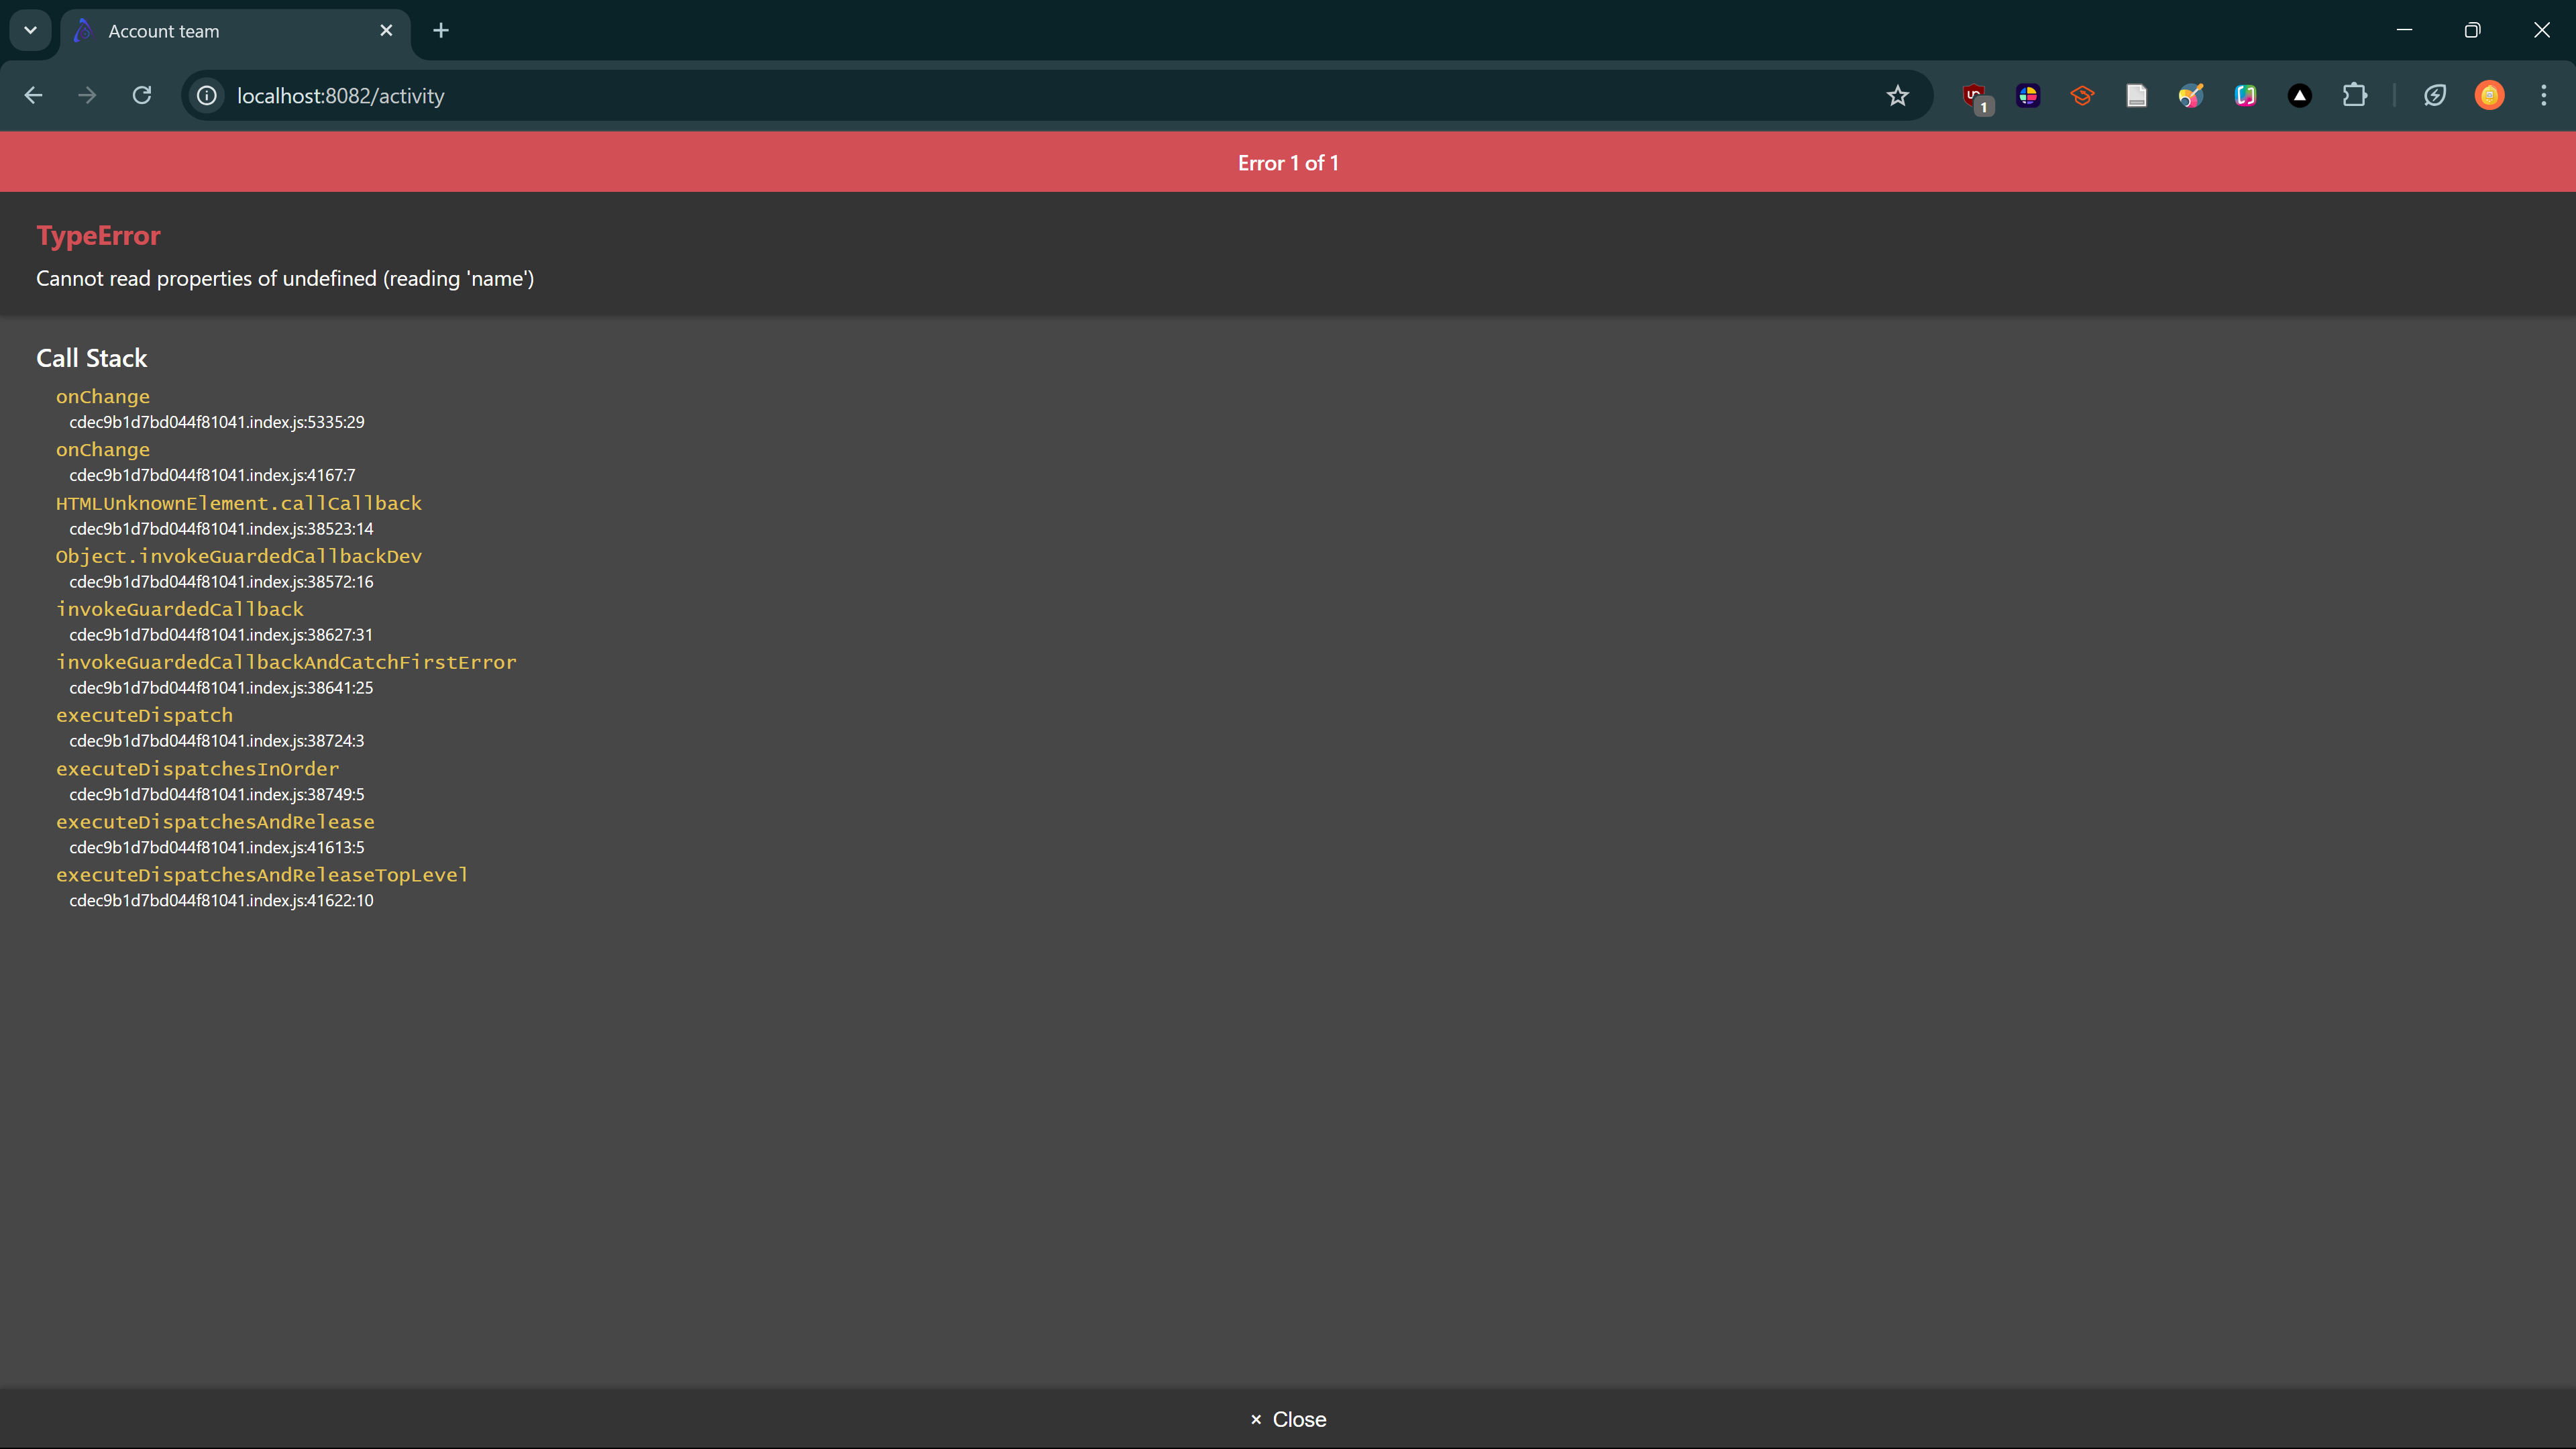 Account team
localhost:8082/activity
1
Error 1 of 1
TypeError
Cannot read properties of undefined (reading 'name')
Call Stack
onChange
cdec9b1d7bd044f81041.index.js:5335:29
onChange
cdec9b1d7bd044f81041.index.js:4167:7
HTMLUnknownElement.callCallback
cdec9b1d7bd044f81041.index.js:38523:14
Object.invokeGuardedCallbackDev
cdec9b1d7bd044f81041.index.js:38572:16
invokeGuardedCallback
cdec9b1d7bd044f81041.index.js:38627:31
invokeGuardedCallbackAndCatchFirstError
cdec9b1d7bd044f81041.index.js:38641:25
executeDispatch
cdec9b1d7bd044f81041.index.js:38724:3
executeDispatchesInOrder
cdec9b1d7bd044f81041.index.js:38749:5
executeDispatchesAndRelease
cdec9b1d7bd044f81041.index.js:41613:5
executeDispatchesAndReleaseTopLevel
cdec9b1d7bd044f81041.index.js:41622:10
× Close